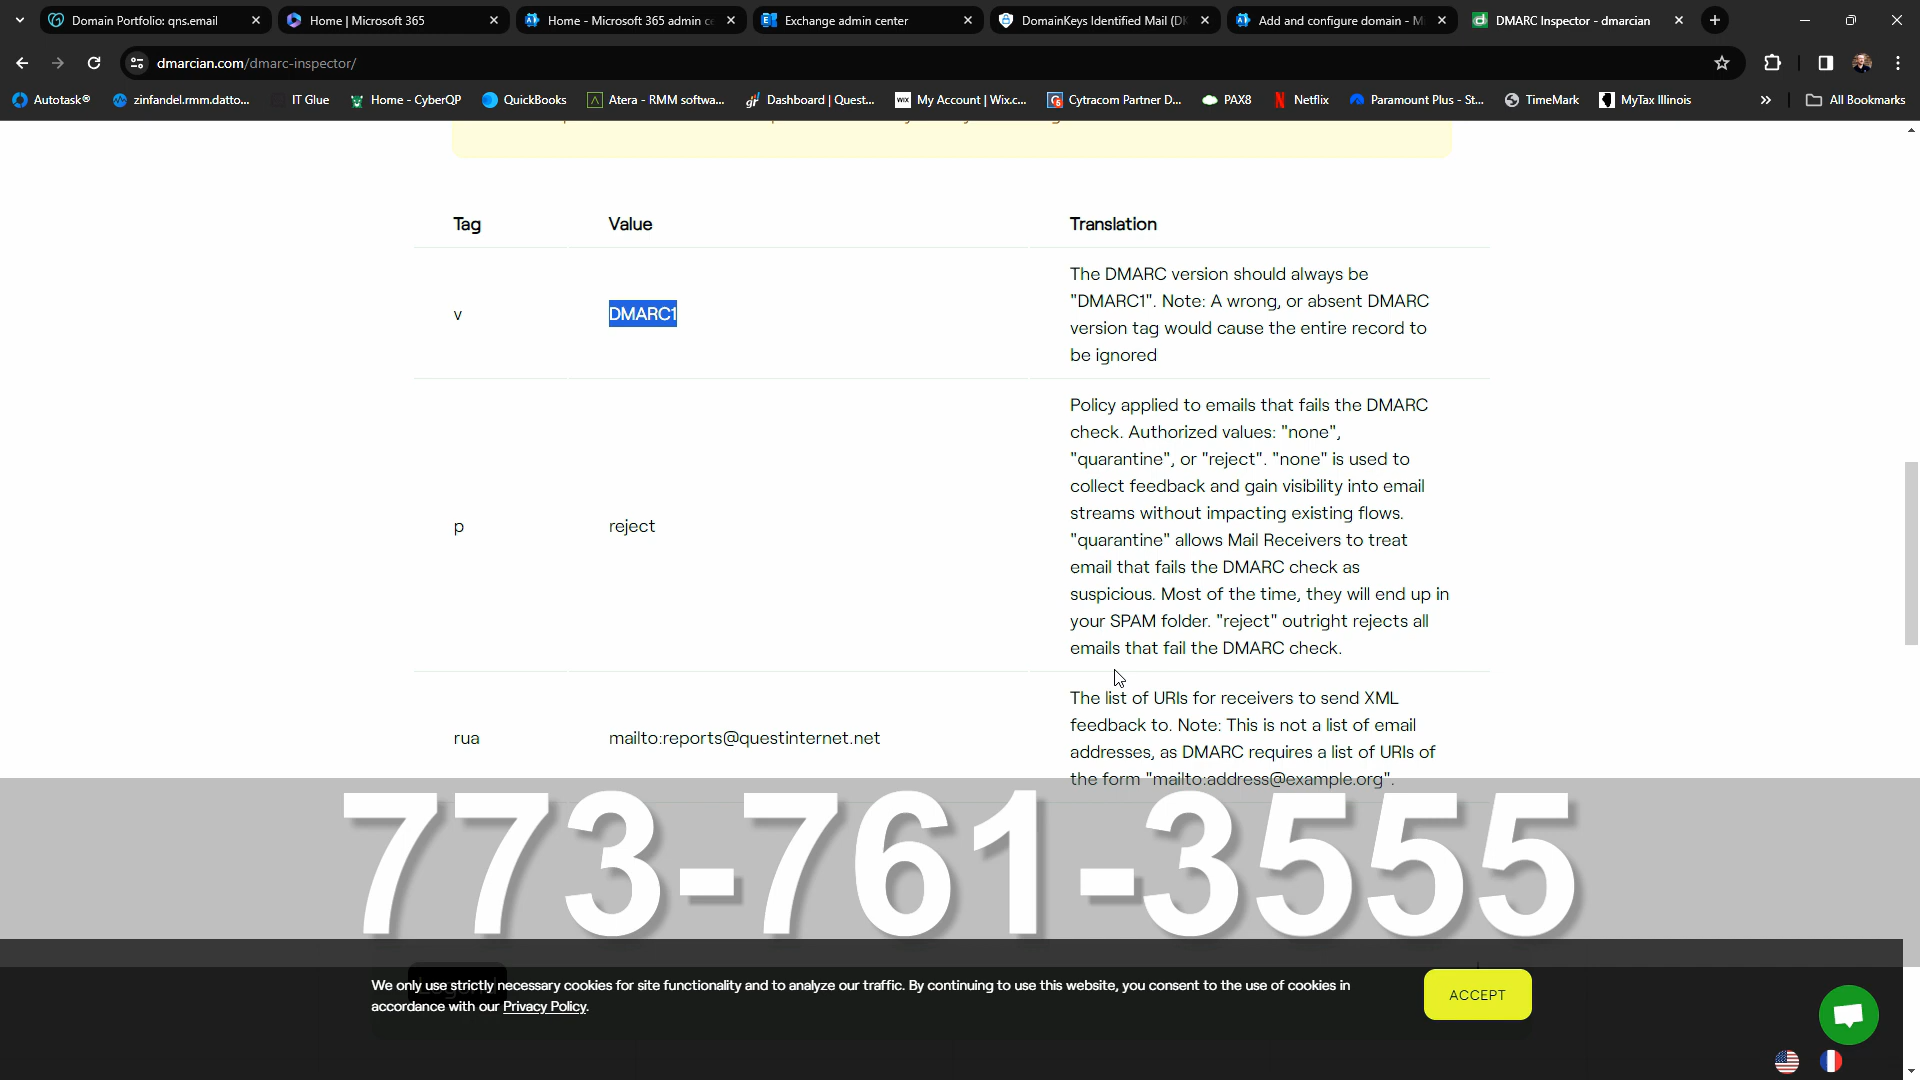 Domain Portfolio: qns.email
Home | Microsoft 365
Home - Microsoft 365 admin c
Exchange admin center
DomainKeys Identified Mail (D
Add and configure domain - M
DMARC Inspector - dmarcian
dmarcian.com/dmarc-inspector/
Autotask®
zinfandel.rmm.datto...
IT Glue
Home - CyberQP
QuickBooks
Atera - RMM softwa...
Dashboard | Quest...
WIX
My Account | Wix.c...
Cytracom Partner D...
PAX8
Netflix
Paramount Plus - St...
TimeMark
MyTax Illinois
All Bookmarks
Tag
Value
Translation
v
DMARC1
The DMARC version should always be
"DMARC1". Note: A wrong, or absent DMARC
version tag would cause the entire record to
be ignored
p
reject
Policy applied to emails that fails the DMARC
check. Authorized values: "none",
"quarantine", or "reject". "none" is used to
collect feedback and gain visibility into email
streams without impacting existing flows.
"quarantine" allows Mail Receivers to treat
email that fails the DMARC check as
suspicious. Most of the time, they will end up in
your SPAM folder. "reject" outright rejects all
emails that fail the DMARC check.
rua
mailto:reports@questinternet.net
The list of URIs for receivers to send XML
feedback to. Note: This is not a list of email
addresses, as DMARC requires a list of URIs of
the form "mailto:address@example.org".
773-761-3555
We only use strictly necessary cookies for site functionality and to analyze our traffic. By continuing to use this website, you consent to the use of cookies in
accordance with our Privacy Policy.
ACCEPT